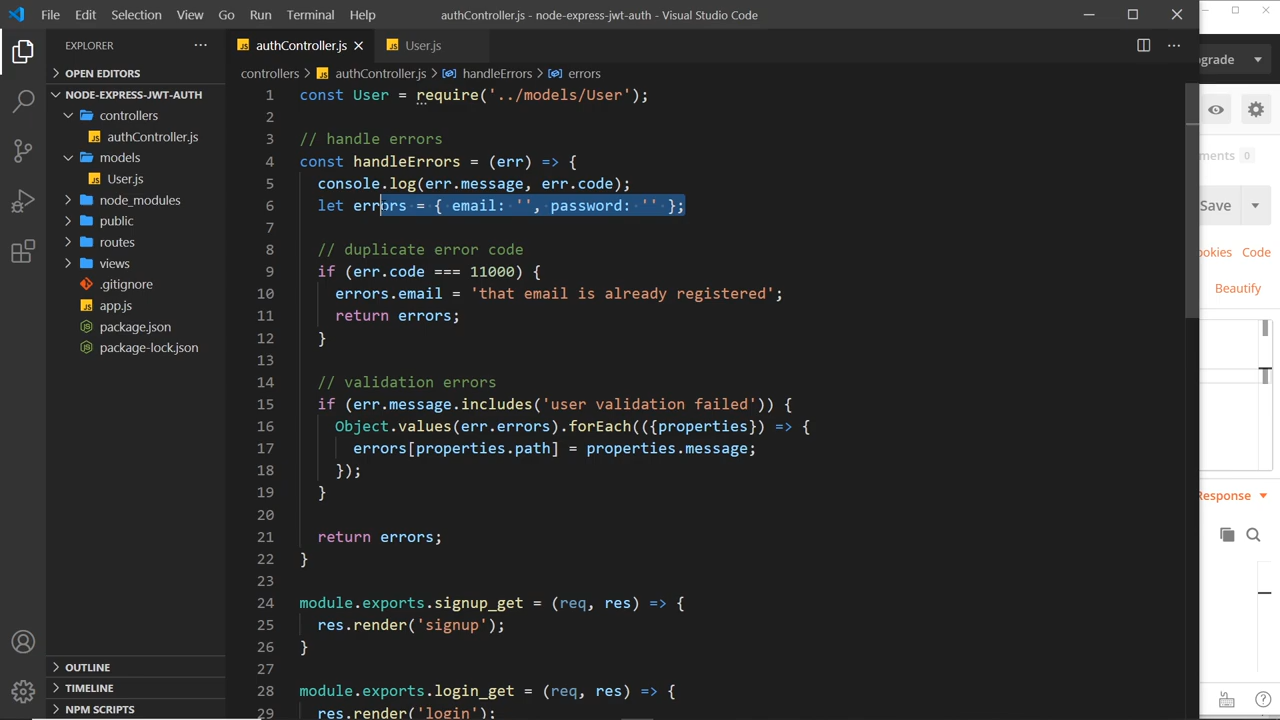 File Edit Selection View Go Run Terminal Help authController.js - node-express-jwt-auth - Visual Studio Code
EXPLORER
OPEN EDITORS
NODE-EXPRESS-JWT-AUTH
controllers
authController.js
models
User.js
node_modules
public
routes
views
.gitignore
app.js
package.json
package-lock.json
OUTLINE
TIMELINE
NPM SCRIPTS
authController.js User.js
controllers > authController.js > handleErrors > errors
1 const User = require('../models/User');
2
3 // handle errors
4 const handleErrors = (err) => {
5 console.log(err.message, err.code);
6 let errors = { email: '', password: '' };
7
8 // duplicate error code
9 if (err.code === 11000) {
10 errors.email = 'that email is already registered';
11 return errors;
12 }
13
14 // validation errors
15 if (err.message.includes('user validation failed')) {
16 Object.values(err.errors).forEach(({properties}) => {
17 errors[properties.path] = properties.message;
18 });
19 }
20
21 return errors;
22 }
23
24 module.exports.signup_get = (req, res) => {
25 res.render('signup');
26 }
27
28 module.exports.login_get = (req, res) => {
29 res.render('login');
grade
ments 0
Save
ookies Code
Beautify
Response